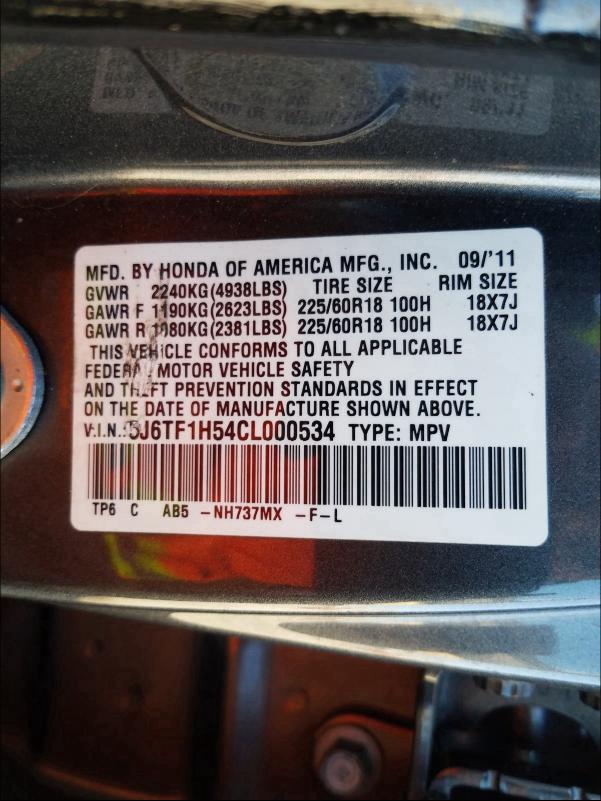 MFD. BY HONDA OF AMERICA MFG., INC. 09/'11
GVWR 2240KG(4938LBS) TIRE SIZE RIM SIZE
GAWR F 1190KG(2623LBS) 225/60R18 100H 18X7J
GAWR R 1080KG(2381LBS) 225/60R18 100H 18X7J
THIS VEHICLE CONFORMS TO ALL APPLICABLE
FEDERAL MOTOR VEHICLE SAFETY
AND THEFT PREVENTION STANDARDS IN EFFECT
ON THE DATE OF MANUFACTURE SHOWN ABOVE.
V.I.N.:5J6TF1H54CL000534 TYPE: MPV
TP6 C AB5 -NH737MX -F-L